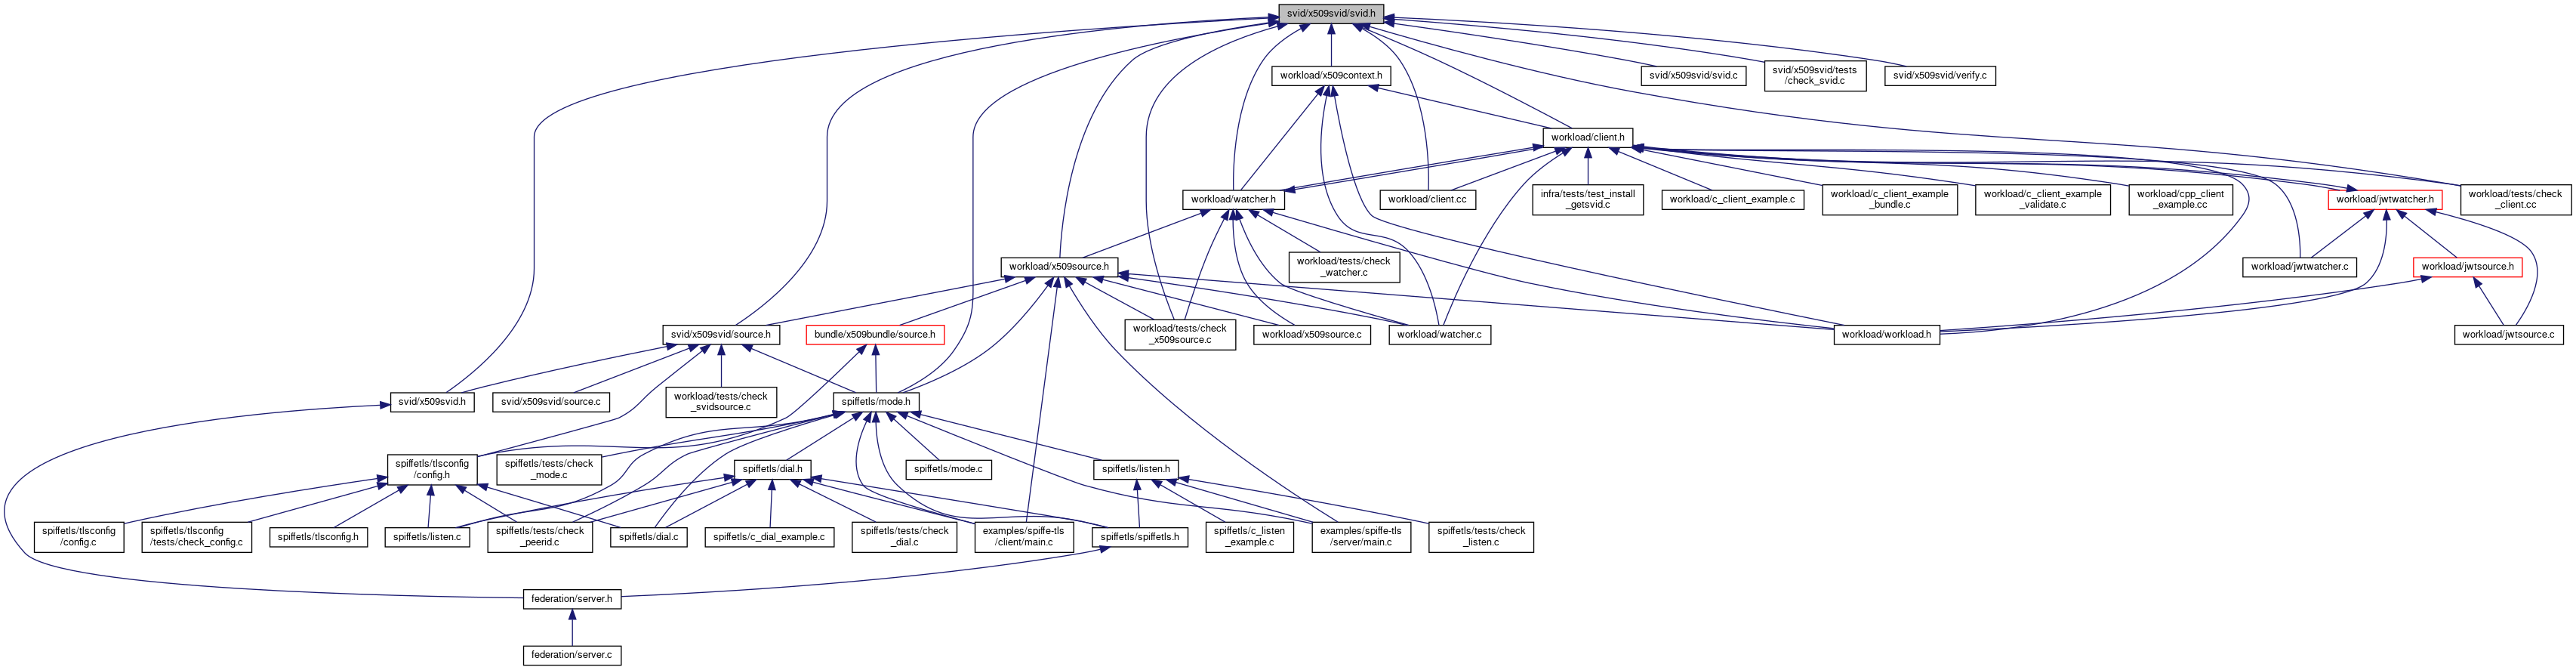 svid/x509svid/svid.h
workload/x509context.h
svid/x509svid/svid.c
svid/x509svid/tests
/check_svid.c
svid/x509svid/verify.c
workload/client.h
workload/watcher.h
workload/client.cc
infra/tests/test_install
_getsvid.c
workload/c_client_example.c
workload/c_client_example
_bundle.c
workload/c_client_example
_validate.c
workload/cpp_client
_example.cc
workload/jwtwatcher.h
workload/tests/check
_client.cc
workload/x509source.h
workload/tests/check
_watcher.c
workload/jwtwatcher.c
workload/jwtsource.h
svid/x509svid/source.h
bundle/x509bundle/source.h
workload/tests/check
_x509source.c
workload/x509source.c
workload/watcher.c
workload/workload.h
workload/jwtsource.c
svid/x509svid.h
svid/x509svid/source.c
workload/tests/check
_svidsource.c
spiffetls/mode.h
spiffetls/tlsconfig
/config.h
spiffetls/tests/check
_mode.c
spiffetls/dial.h
spiffetls/mode.c
spiffetls/listen.h
spiffetls/tlsconfig
/config.c
spiffetls/tlsconfig
/tests/check_config.c
spiffetls/tlsconfig.h
spiffetls/listen.c
spiffetls/tests/check
_peerid.c
spiffetls/dial.c
spiffetls/c_dial_example.c
spiffetls/tests/check
_dial.c
examples/spiffe-tls
/client/main.c
spiffetls/spiffetls.h
spiffetls/c_listen
_example.c
examples/spiffe-tls
/server/main.c
spiffetls/tests/check
_listen.c
federation/server.h
federation/server.c